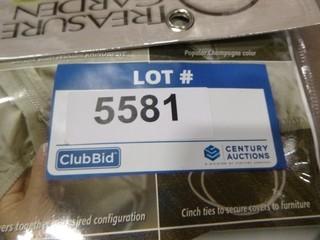 TREASURE
GARDEN
Popular Champagne color
LOT #
5581
ClubBid
CENTURY
AUCTIONS
together
desired configuration
Cinch ties to secure covers to furniture